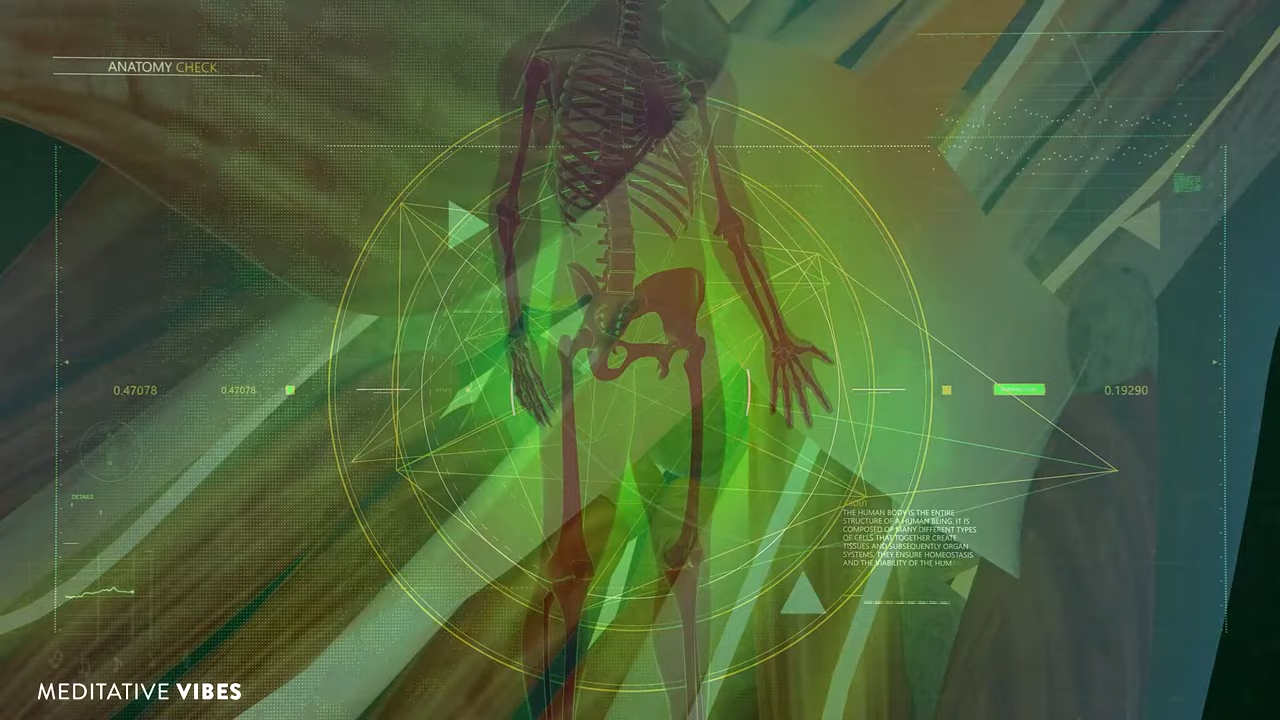 ANATOMY CHECK
0.47078
0.47078
0.19290
DETAILS
ABOUT
THE HUMAN BODY IS THE ENTIRE
STRUCTURE OF A HUMAN BEING. IT IS
COMPOSED OF MANY DIFFERENT TYPES
OF CELLS THAT TOGETHER CREATE
TISSUES AND SUBSEQUENTLY ORGAN
SYSTEMS. THEY ENSURE HOMEOSTASIS
AND THE VIABILITY OF THE HUM
MEDITATIVE VIBES